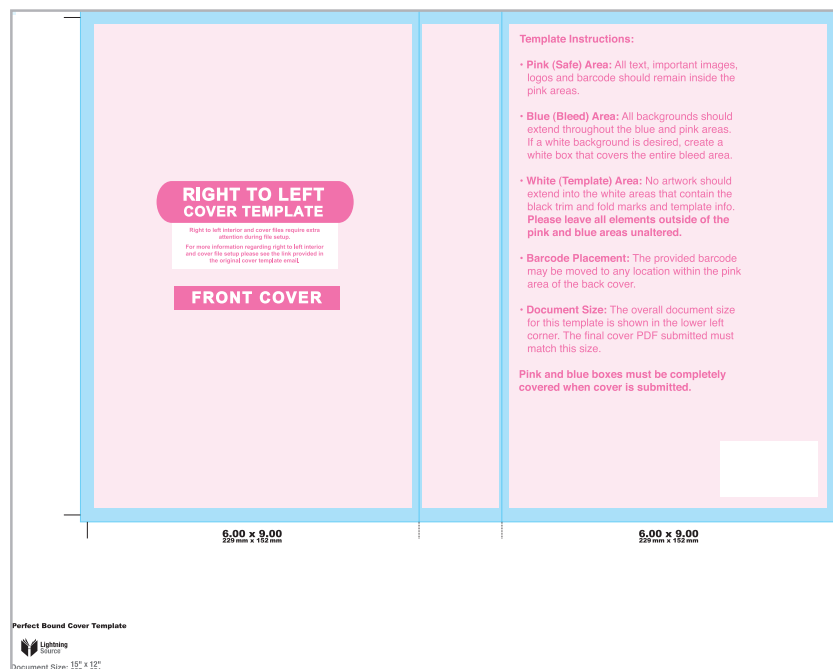 RIGHT TO LEFT
COVER TEMPLATE
Right to left interior and cover files require extra
attention during file setup.
For more information regarding right to left interior
and cover file setup please see the link provided in
the original cover template email.
FRONT COVER
Template Instructions:
• Pink (Safe) Area: All text, important images,
logos and barcode should remain inside the
pink areas.
• Blue (Bleed) Area: All backgrounds should
extend throughout the blue and pink areas.
If a white background is desired, create a
white box that covers the entire bleed area.
• White (Template) Area: No artwork should
extend into the white areas that contain the
black trim and fold marks and template info.
Please leave all elements outside of the
pink and blue areas unaltered.
• Barcode Placement: The provided barcode
may be moved to any location within the pink
area of the back cover.
• Document Size: The overall document size
for this template is shown in the lower left
corner. The final cover PDF submitted must
match this size.
Pink and blue boxes must be completely
covered when cover is submitted.
6.00 x 9.00
229 mm x 152 mm
6.00 x 9.00
229 mm x 152 mm
Perfect Bound Cover Template
Lightning
Source
Document Size: 15" x 12"